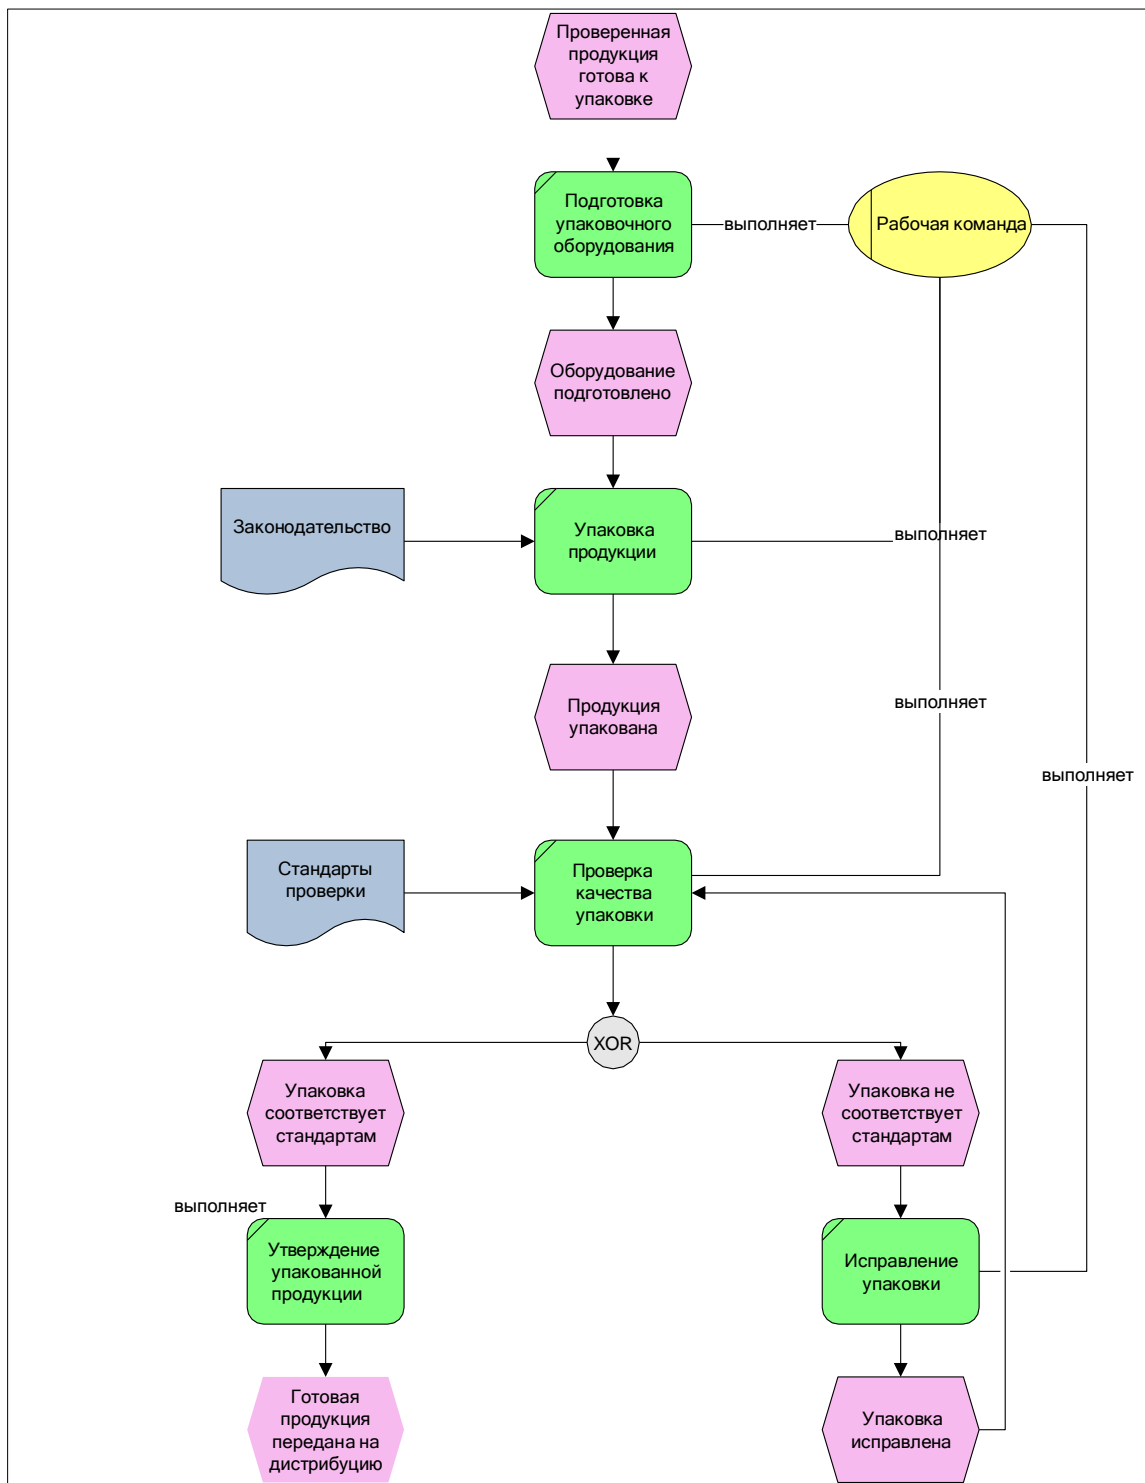 Проверенная
продукция
готова к
упаковке
Подготовка
упаковочного
оборудования
выполняет
Рабочая команда
Оборудование
подготовлено
Законодательство
Упаковка
продукции
выполняет
Продукция
упакована
выполняет
выполняет
Стандарты
проверки
Проверка
качества
упаковки
XOR
Упаковка
соответствует
стандартам
Упаковка не
соответствует
стандартам
выполняет
Утверждение
упакованной
продукции
Исправление
упаковки
Готовая
продукция
передана на
дистрибуцию
Упаковка
исправлена